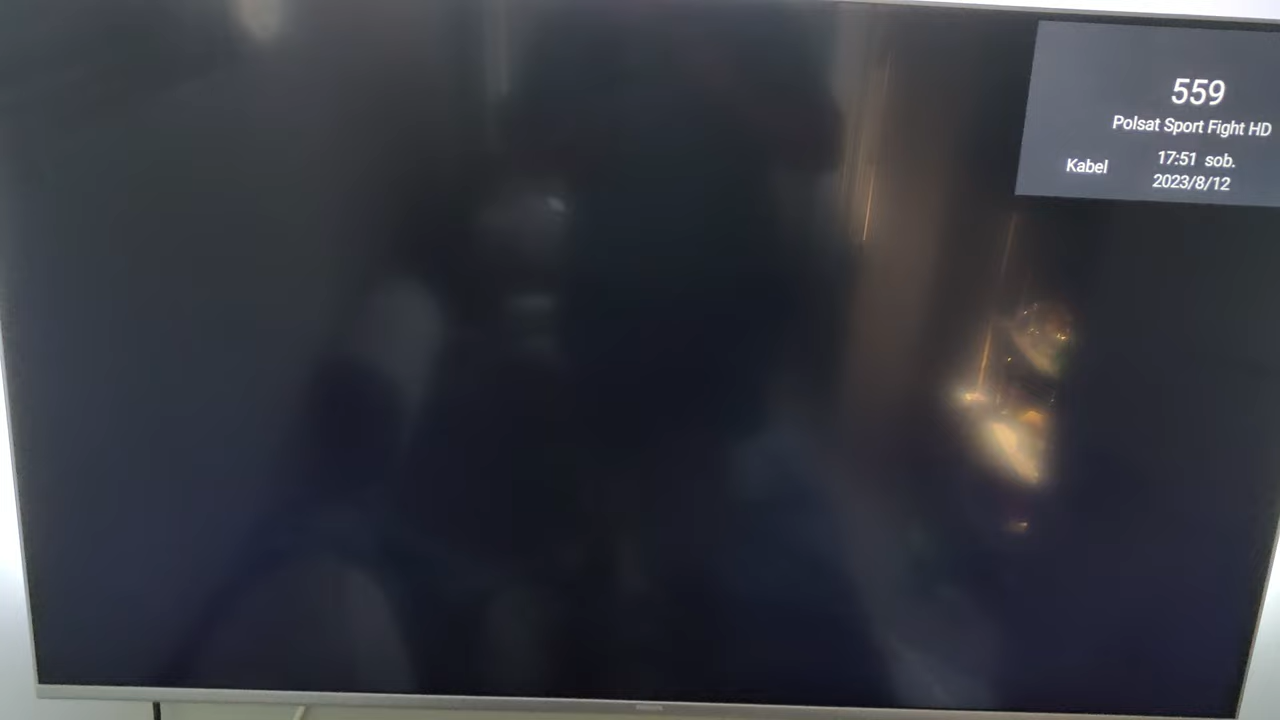 559
Polsat Sport Fight HD
Kabel
17:51 sob.
2023/8/12